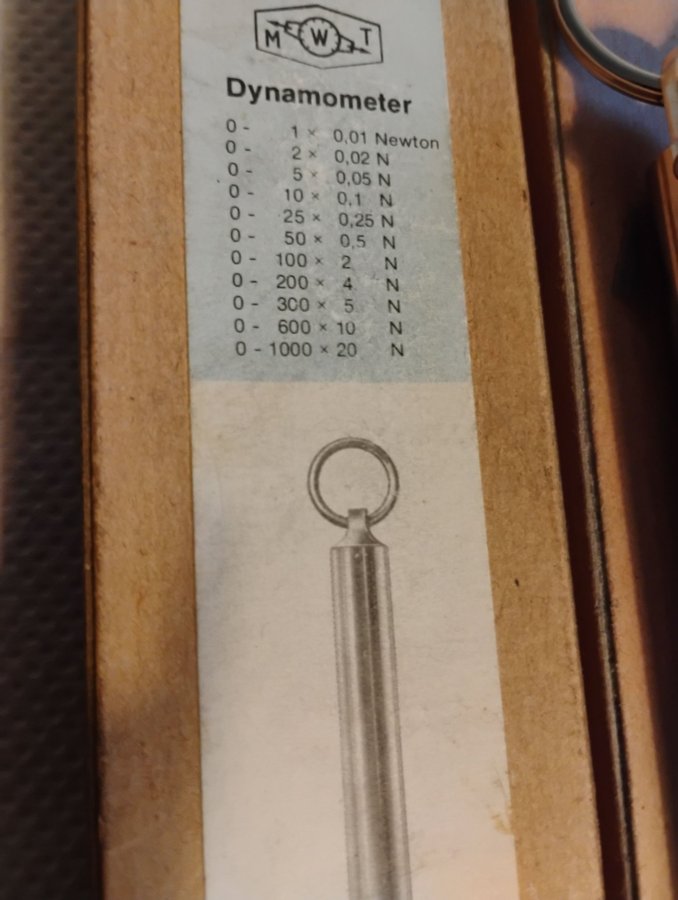 M W T
Dynamometer
0 - 1 × 0,01 Newton
0 - 2 × 0,02 N
0 - 5 × 0,05 N
0 - 10 × 0,1 N
0 - 25 × 0,25 N
0 - 50 × 0,5 N
0 - 100 × 2 N
0 - 200 × 4 N
0 - 300 × 5 N
0 - 600 × 10 N
0 - 1000 × 20 N